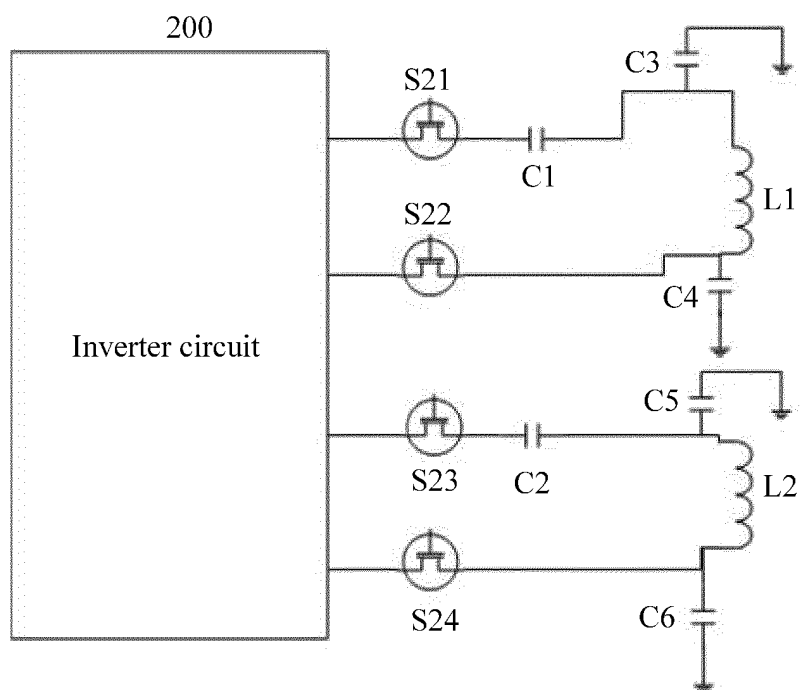 200
S21
C3
C1
L1
S22
C4
Inverter circuit
C5
S23
C2
L2
S24
C6